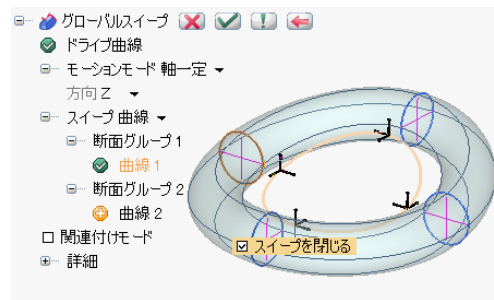 グローバルスイープ
ドライブ曲線
モーションモード 軸一定
方向 Z
スイープ 曲線
断面グループ 1
曲線 1
断面グループ 2
曲線 2
スイープを閉じる
関連付けモード
詳細